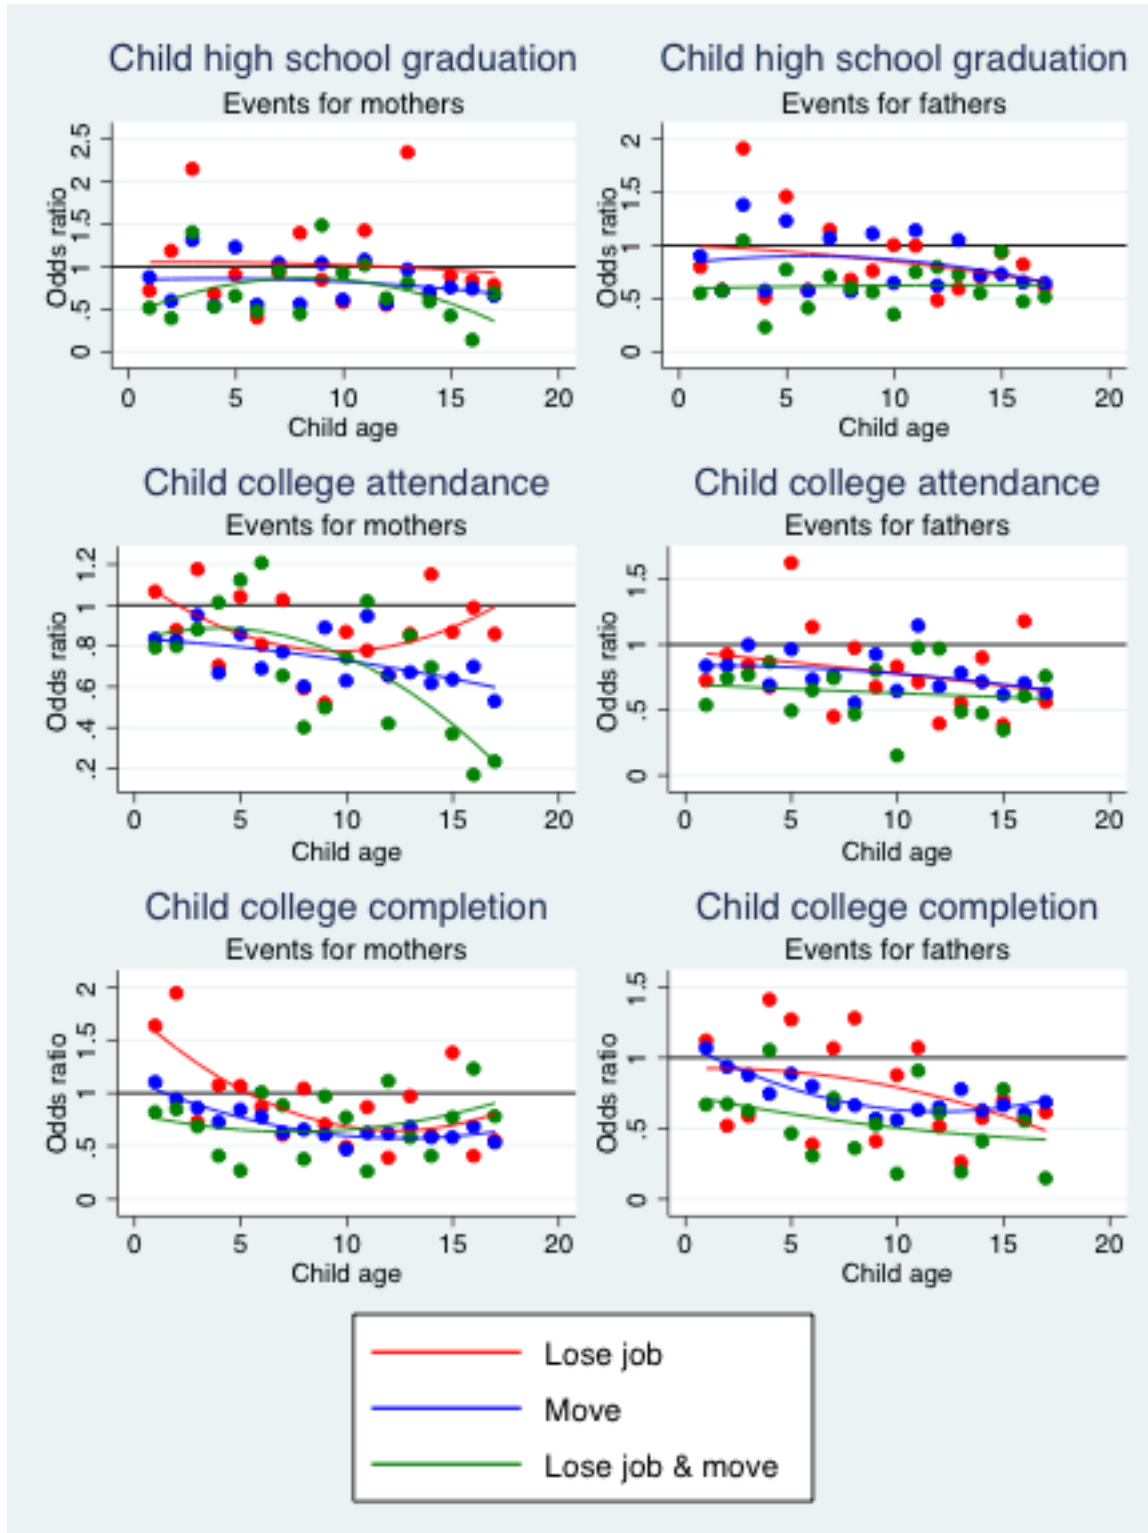 Child high school graduation
Events for mothers
Odds ratio
2.5
2
1.5
1
.5
0
0 5 10 15 20
Child age
Child high school graduation
Events for fathers
Odds ratio
2
1.5
1
.5
0
0 5 10 15 20
Child age
Child college attendance
Events for mothers
Odds ratio
1.2
1
.8
.6
.4
.2
0 5 10 15 20
Child age
Child college attendance
Events for fathers
Odds ratio
1.5
1
.5
0
0 5 10 15 20
Child age
Child college completion
Events for mothers
Odds ratio
2
1.5
1
.5
0
0 5 10 15 20
Child age
Child college completion
Events for fathers
Odds ratio
1.5
1
.5
0
0 5 10 15 20
Child age
Lose job
Move
Lose job & move